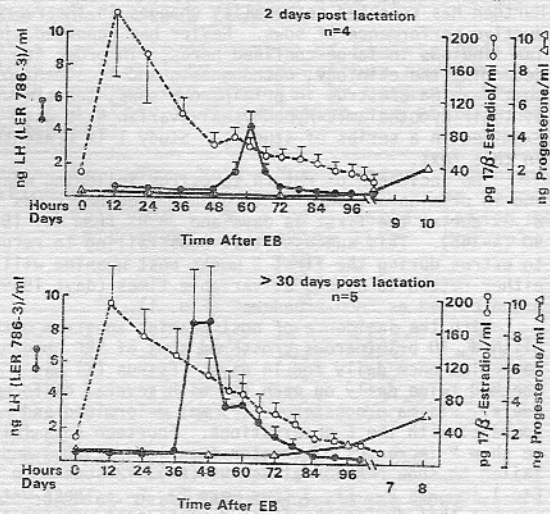 2 days post lactation
n=4
ng LH (LER 786-3)/ml
10
8
6
4
2
200
160
120
80
40
pg 17β-Estradiol/ml
10
8
6
4
2
ng Progesterone/ml
Hours 0 12 24 36 48 60 72 84 96
Days 9 10
Time After EB
> 30 days post lactation
n=5
ng LH (LER 786-3)/ml
10
8
6
4
2
200
160
120
80
40
pg 17β-Estradiol/ml
10
8
6
4
2
ng Progesterone/ml
Hours 0 12 24 36 48 60 72 84 96
Days 7 8
Time After EB